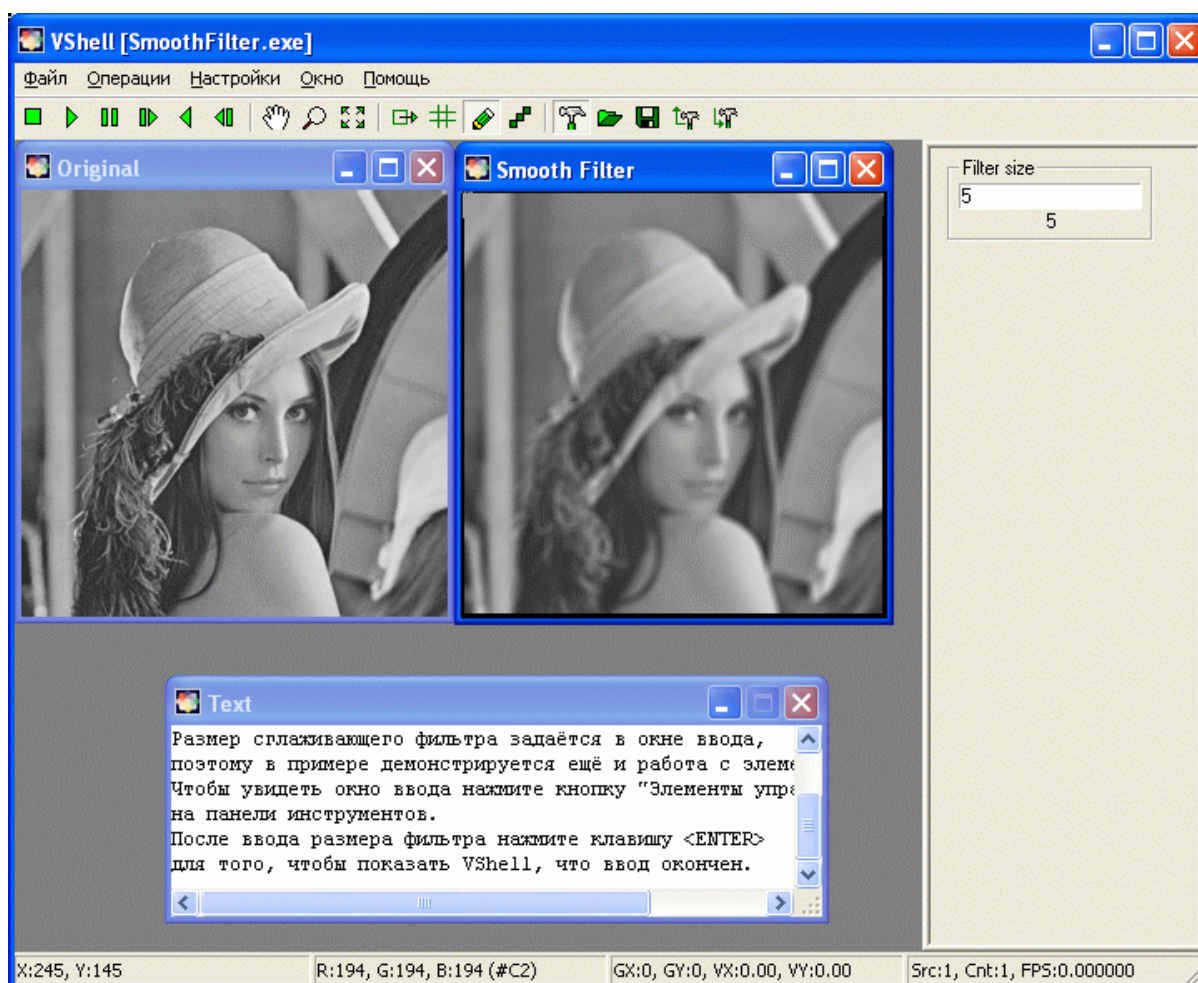 VShell [SmoothFilter.exe]
Файл Операции Настройки Окно Помощь
Original
Smooth Filter
Filter size
5
5
Text
Размер сглаживающего фильтра задаётся в окне ввода,
поэтому в примере демонстрируется ещё и работа с
Чтобы увидеть окно ввода нажмите кнопку "Элементы
на панели инструментов.
После ввода размера фильтра нажмите клавишу <ENTER>
для того, чтобы показать VShell, что ввод окончен.
X:245, Y:145
R:194, G:194, B:194 (#C2)
GX:0, GY:0, VX:0.00, VY:0.00
Src:1, Cnt:1, FPS:0.000000